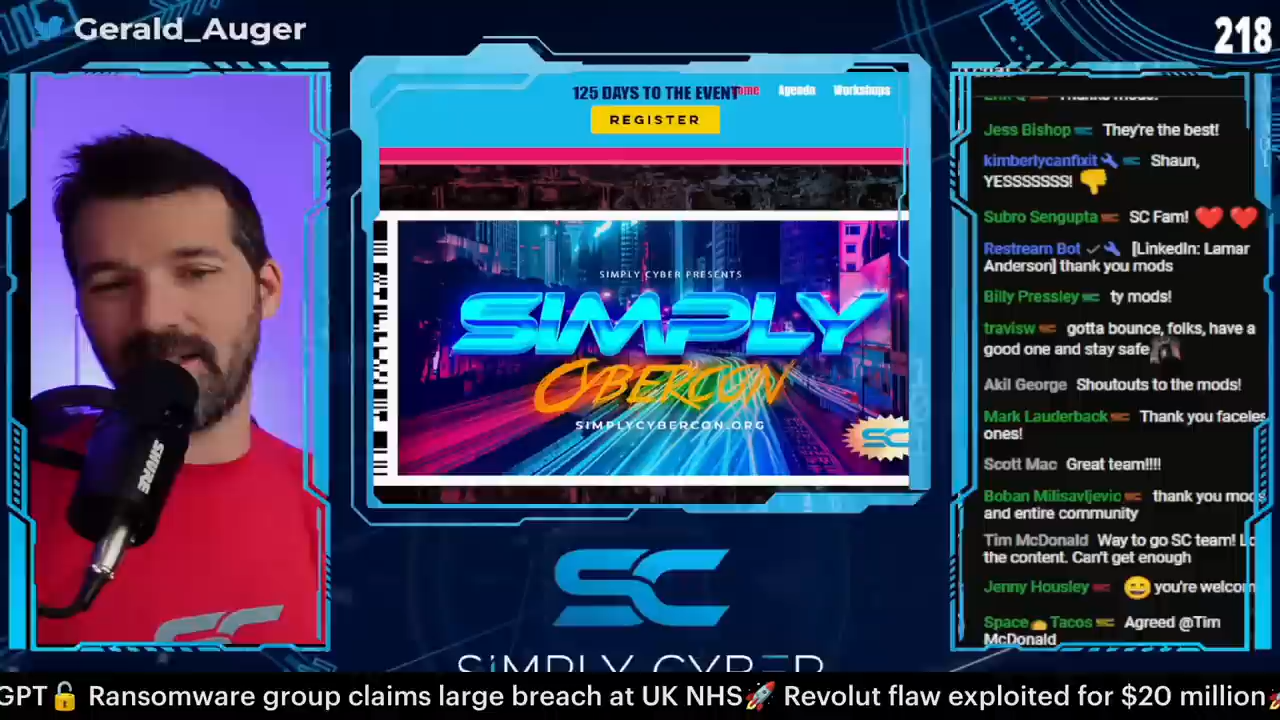 Gerald_Auger
218
125 DAYS TO THE EVENT
Agenda
Workshops
REGISTER
SIMPLY CYBER PRESENTS
SIMPLY
CYBERCON
SIMPLYCYBERCON.ORG
SC
SC
SIMPLY CYBER
SHURE
SC
Jess Bishop They're the best!
kimberlycanfixit Shaun,
YESSSSSSS! 👎
Subro Sengupta SC Fam! ❤️ ❤️
Restream Bot [LinkedIn: Lamar
Anderson] thank you mods
Billy Pressley ty mods!
travisw gotta bounce, folks, have a
good one and stay safe
Akil George Shoutouts to the mods!
Mark Lauderback Thank you faceles
ones!
Scott Mac Great team!!!!
Boban Milisavljevic thank you mods
and entire community
Tim McDonald Way to go SC team! Lo
the content. Can't get enough
Jenny Housley 😄 you're welcom
Space 🌮 Tacos Agreed @Tim
McDonald
GPT🔓 Ransomware group claims large breach at UK NHS🚀 Revolut flaw exploited for $20 million🚀